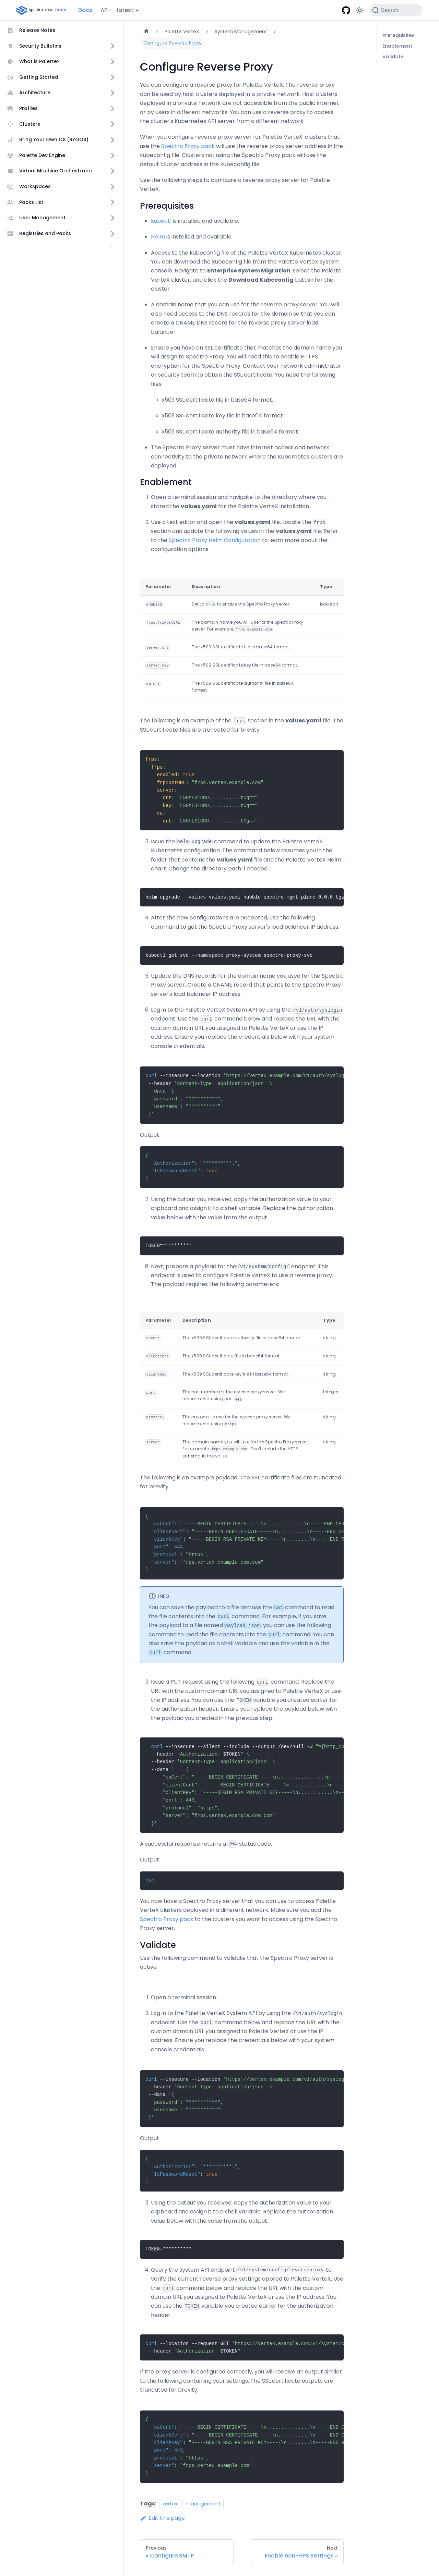 spectrocloud DOCS
Docs
API
latest
Search
Release Notes
Security Bulletins
What is Palette?
Getting Started
Architecture
Profiles
Clusters
Bring Your Own OS (BYOOS)
Palette Dev Engine
Virtual Machine Orchestrator
Workspaces
Packs List
User Management
Registries and Packs
Palette VerteX
System Management
Configure Reverse Proxy
Prerequisites
Enablement
Validate
Configure Reverse Proxy
You can configure a reverse proxy for Palette VerteX. The reverse proxy
can be used by host clusters deployed in a private network. Host clusters
deployed in a private network are not accessible from the public internet
or by users in different networks. You can use a reverse proxy to access
the cluster's Kubernetes API server from a different network.
When you configure reverse proxy server for Palette VerteX, clusters that
use the Spectro Proxy pack will use the reverse proxy server address in the
kubeconfig file. Clusters not using the Spectro Proxy pack will use the
default cluster address in the kubeconfig file.
Use the following steps to configure a reverse proxy server for Palette
VerteX.
Prerequisites
kubectl is installed and available.
Helm is installed and available.
Access to the kubeconfig file of the Palette VerteX Kubernetes cluster.
You can download the kubeconfig file from the Palette VerteX system
console. Navigate to Enterprise System Migration, select the Palette
VerteX cluster, and click the Download Kubeconfig button for the
cluster.
A domain name that you can use for the reverse proxy server. You will
also need access to the DNS records for the domain so that you can
create a CNAME DNS record for the reverse proxy server load
balancer.
Ensure you have an SSL certificate that matches the domain name you
will assign to Spectro Proxy. You will need this to enable HTTPS
encryption for the Spectro Proxy. Contact your network administrator
or security team to obtain the SSL certificate. You need the following
files:
x509 SSL certificate file in base64 format.
x509 SSL certificate key file in base64 format.
x509 SSL certificate authority file in base64 format.
The Spectro Proxy server must have internet access and network
connectivity to the private network where the Kubernetes clusters are
deployed.
Enablement
1. Open a terminal session and navigate to the directory where you
stored the values.yaml for the Palette VerteX installation.
2. Use a text editor and open the values.yaml file. Locate the frps
section and update the following values in the values.yaml file. Refer
to the Spectro Proxy Helm Configuration to learn more about the
configuration options.
Parameter Description Type
enabled Set to true to enable the Spectro Proxy server. boolean
frps.frpHostURL The domain name you will use for the Spectro Proxy
server. For example, frps.example.com.
server.crt The x509 SSL certificate file in base64 format.
server.key The x509 SSL certificate key file in base64 format.
ca.crt The x509 SSL certificate authority file in base64
format.
The following is an example of the frps section in the values.yaml file. The
SSL certificate files are truncated for brevity.
frps:
frps:
enabled: true
frpHostURL: "frps.vertex.example.com"
server:
crt: "LS0tLS1CRU...........tCg=="
key: "LS0tLS1CRU...........tCg=="
ca:
crt: "LS0tLS1CRU...........tCg=="
3. Issue the helm upgrade command to update the Palette VerteX
Kubernetes configuration. The command below assumes you in the
folder that contains the values.yaml file and the Palette VerteX Helm
chart. Change the directory path if needed.
helm upgrade --values values.yaml hubble spectro-mgmt-plane-0.0.0.tgz
4. After the new configurations are accepted, use the following
command to get the Spectro Proxy server's load balancer IP address.
kubectl get svc --namespace proxy-system spectro-proxy-svc
5. Update the DNS records for the domain name you used for the Spectro
Proxy server. Create a CNAME record that points to the Spectro Proxy
server's load balancer IP address.
6. Log in to the Palette VerteX System API by using the /v1/auth/syslogin
endpoint. Use the curl command below and replace the URL with the
custom domain URL you assigned to Palette VerteX or use the IP
address. Ensure you replace the credentials below with your system
console credentials.
curl --insecure --location 'https://vertex.example.com/v1/auth/syslog
--header 'Content-Type: application/json' \
--data '{
"password": "**********",
"username": "**********"
}'
Output
{
"Authorization": "**********.",
"IsPasswordReset": true
}
7. Using the output you received, copy the authorization value to your
clipboard and assign it to a shell variable. Replace the authorization
value below with the value from the output.
TOKEN=**********
8. Next, prepare a payload for the /v1/system/config/ endpoint. This
endpoint is used to configure Palette VerteX to use a reverse proxy.
The payload requires the following parameters:
Parameter Description Type
caCert The x509 SSL certificate authority file in base64 format. string
clientCert The x509 SSL certificate file in base64 format. string
clientKey The x509 SSL certificate key file in base64 format. string
port The port number for the reverse proxy server. We integer
recommend using port 443.
protocol The protocol to use for the reverse proxy server. We string
recommend using https.
server The domain name you will use for the Spectro Proxy server. string
For example, frps.example.com. Don't include the HTTP
schema in the value.
The following is an example payload. The SSL certificate files are truncated
for brevity.
{
"caCert": "-----BEGIN CERTIFICATE-----\n.............\n-----END CER
"clientCert": "-----BEGIN CERTIFICATE-----\n..............\n-----END
"clientKey": "-----BEGIN RSA PRIVATE KEY-----\n........\n-----END RS
"port": 443,
"protocol": "https",
"server": "frps.vertex.example.com.com"
}
INFO
You can save the payload to a file and use the cat command to read
the file contents into the curl command. For example, if you save
the payload to a file named payload.json, you can use the following
command to read the file contents into the curl command. You can
also save the payload as a shell variable and use the variable in the
curl command.
9. Issue a PUT request using the following curl command. Replace the
URL with the custom domain URL you assigned to Palette VerteX or use
the IP address. You can use the TOKEN variable you created earlier for
the authorization header. Ensure you replace the payload below with
the payload you created in the previous step.
curl --insecure --silent --include --output /dev/null -w "%{http_co
--header "Authorization: $TOKEN" \
--header 'Content-Type: application/json' \
--data ' {
"caCert": "-----BEGIN CERTIFICATE-----\n................\n-----E
"clientCert": "-----BEGIN CERTIFICATE-----\n.............\n-----
"clientKey": "-----BEGIN RSA PRIVATE KEY-----\n............\n---
"port": 443,
"protocol": "https",
"server": "frps.vertex.example.com.com"
}'
A successful response returns a 204 status code.
Output
204
You now have a Spectro Proxy server that you can use to access Palette
VerteX clusters deployed in a different network. Make sure you add the
Spectro Proxy pack to the clusters you want to access using the Spectro
Proxy server.
Validate
Use the following command to validate that the Spectro Proxy server is
active.
1. Open a terminal session.
2. Log in to the Palette VerteX System API by using the /v1/auth/syslogin
endpoint. Use the curl command below and replace the URL with the
custom domain URL you assigned to Palette VerteX or use the IP
address. Ensure you replace the credentials below with your system
console credentials.
curl --insecure --location 'https://vertex.example.com/v1/auth/syslog
--header 'Content-Type: application/json' \
--data '{
"password": "**********",
"username": "**********"
}'
Output
{
"Authorization": "**********.",
"IsPasswordReset": true
}
3. Using the output you received, copy the authorization value to your
clipboard and assign it to a shell variable. Replace the authorization
value below with the value from the output.
TOKEN=**********
4. Query the system API endpoint /v1/system/config/reverseproxy to
verify the current reverse proxy settings applied to Palette VerteX. Use
the curl command below and replace the URL with the custom
domain URL you assigned to Palette VerteX or use the IP address. You
can use the TOKEN variable you created earlier for the authorization
header.
curl --location --request GET 'https://vertex.example.com/v1/system/c
--header "Authorization: $TOKEN"
If the proxy server is configured correctly, you will receive an output similar
to the following containing your settings. The SSL certificate outputs are
truncated for brevity.
{
"caCert": "-----BEGIN CERTIFICATE-----\n...............\n-----END C
"clientCert": "-----BEGIN CERTIFICATE-----\n...........\n-----END C
"clientKey": "-----BEGIN RSA PRIVATE KEY-----\n........\n-----END R
"port": 443,
"protocol": "https",
"server": "frps.vertex.example.com"
}
Tags: vertex management
Edit this page
Previous
« Configure SMTP
Next
Enable non-FIPS Settings »